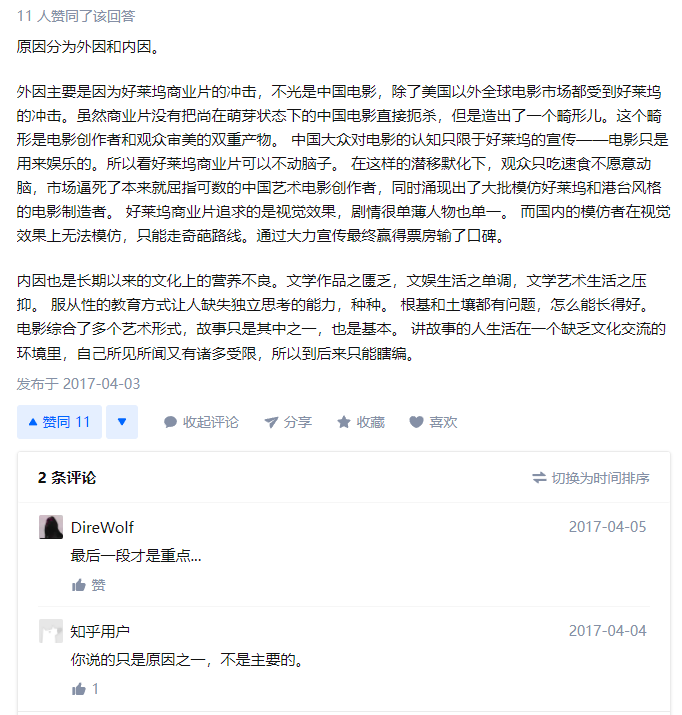 11 人赞同了该回答
原因分为外因和内因。
外因主要是因为好莱坞商业片的冲击，不光是中国电影，除了美国以外全球电影市场都受到好莱坞
的冲击。虽然商业片没有把尚在萌芽状态下的中国电影直接扼杀，但是造出了一个畸形儿。这个畸
形是电影创作者和观众审美的双重产物。 中国大众对电影的认知只限于好莱坞的宣传——电影只是
用来娱乐的。所以看好莱坞商业片可以不动脑子。 在这样的潜移默化下，观众只吃速食不愿意动
脑，市场逼死了本来就屈指可数的中国艺术电影创作者，同时涌现出了大批模仿好莱坞和港台风格
的电影制造者。 好莱坞商业片追求的是视觉效果，剧情很单薄人物也单一。 而国内的模仿者在视觉
效果上无法模仿，只能走奇葩路线。通过大力宣传最终赢得票房输了口碑。
内因也是长期以来的文化上的营养不良。文学作品之匮乏，文娱生活之单调，文学艺术生活之压
抑。 服从性的教育方式让人缺失独立思考的能力，种种。 根基和土壤都有问题，怎么能长得好。
电影综合了多个艺术形式，故事只是其中之一，也是基本。 讲故事的人生活在一个缺乏文化交流的
环境里，自己所见所闻又有诸多受限，所以到后来只能瞎编。
发布于 2017-04-03
赞同 11 收起评论 分享 收藏 喜欢
2 条评论 切换为时间排序
DireWolf 2017-04-05
最后一段才是重点...
赞
知乎用户 2017-04-04
你说的只是原因之一，不是主要的。
1